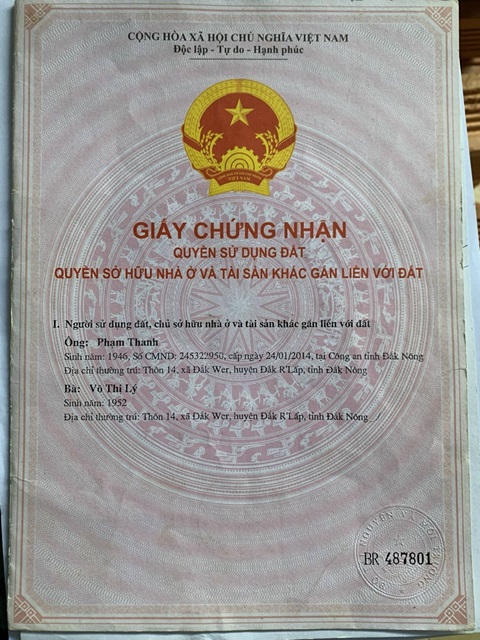 CỘNG HÒA XÃ HỘI CHỦ NGHĨA VIỆT NAM
Độc lập - Tự do - Hạnh phúc
VIỆT NAM
GIẤY CHỨNG NHẬN
QUYỀN SỬ DỤNG ĐẤT
QUYỀN SỞ HỮU NHÀ Ở VÀ TÀI SẢN KHÁC GẮN LIỀN VỚI ĐẤT
I. Người sử dụng đất, chủ sở hữu nhà ở và tài sản khác gắn liền với đất
Ông: Phạm Thanh
Sinh năm: 1946, Số CMND: 245322950, cấp ngày 24/01/2014, tại Công an tỉnh Đắk Nông
Địa chỉ thường trú: Thôn 14, xã Đắk Wer, huyện Đắk R'Lấp, tỉnh Đắk Nông
Bà: Võ Thị Lý
Sinh năm: 1952
Địa chỉ thường trú: Thôn 14, xã Đắk Wer, huyện Đắk R'Lấp, tỉnh Đắk Nông /
BR 487801